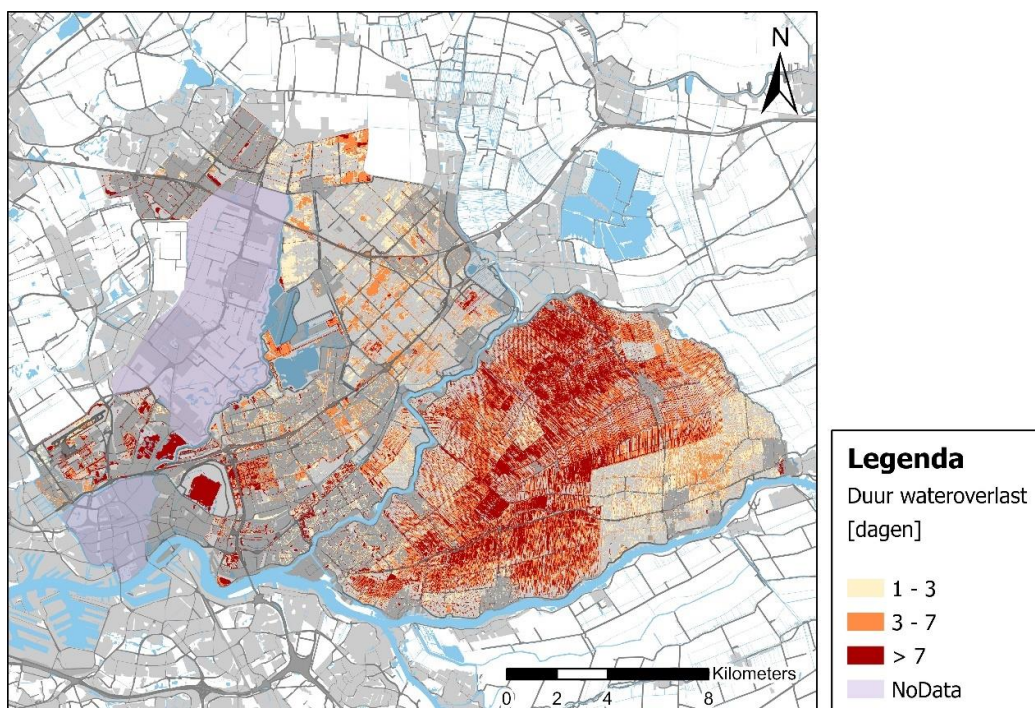 N
Kilometers
0 2 4 8
Legenda
Duur wateroverlast
[dagen]
1 - 3
3 - 7
> 7
NoData